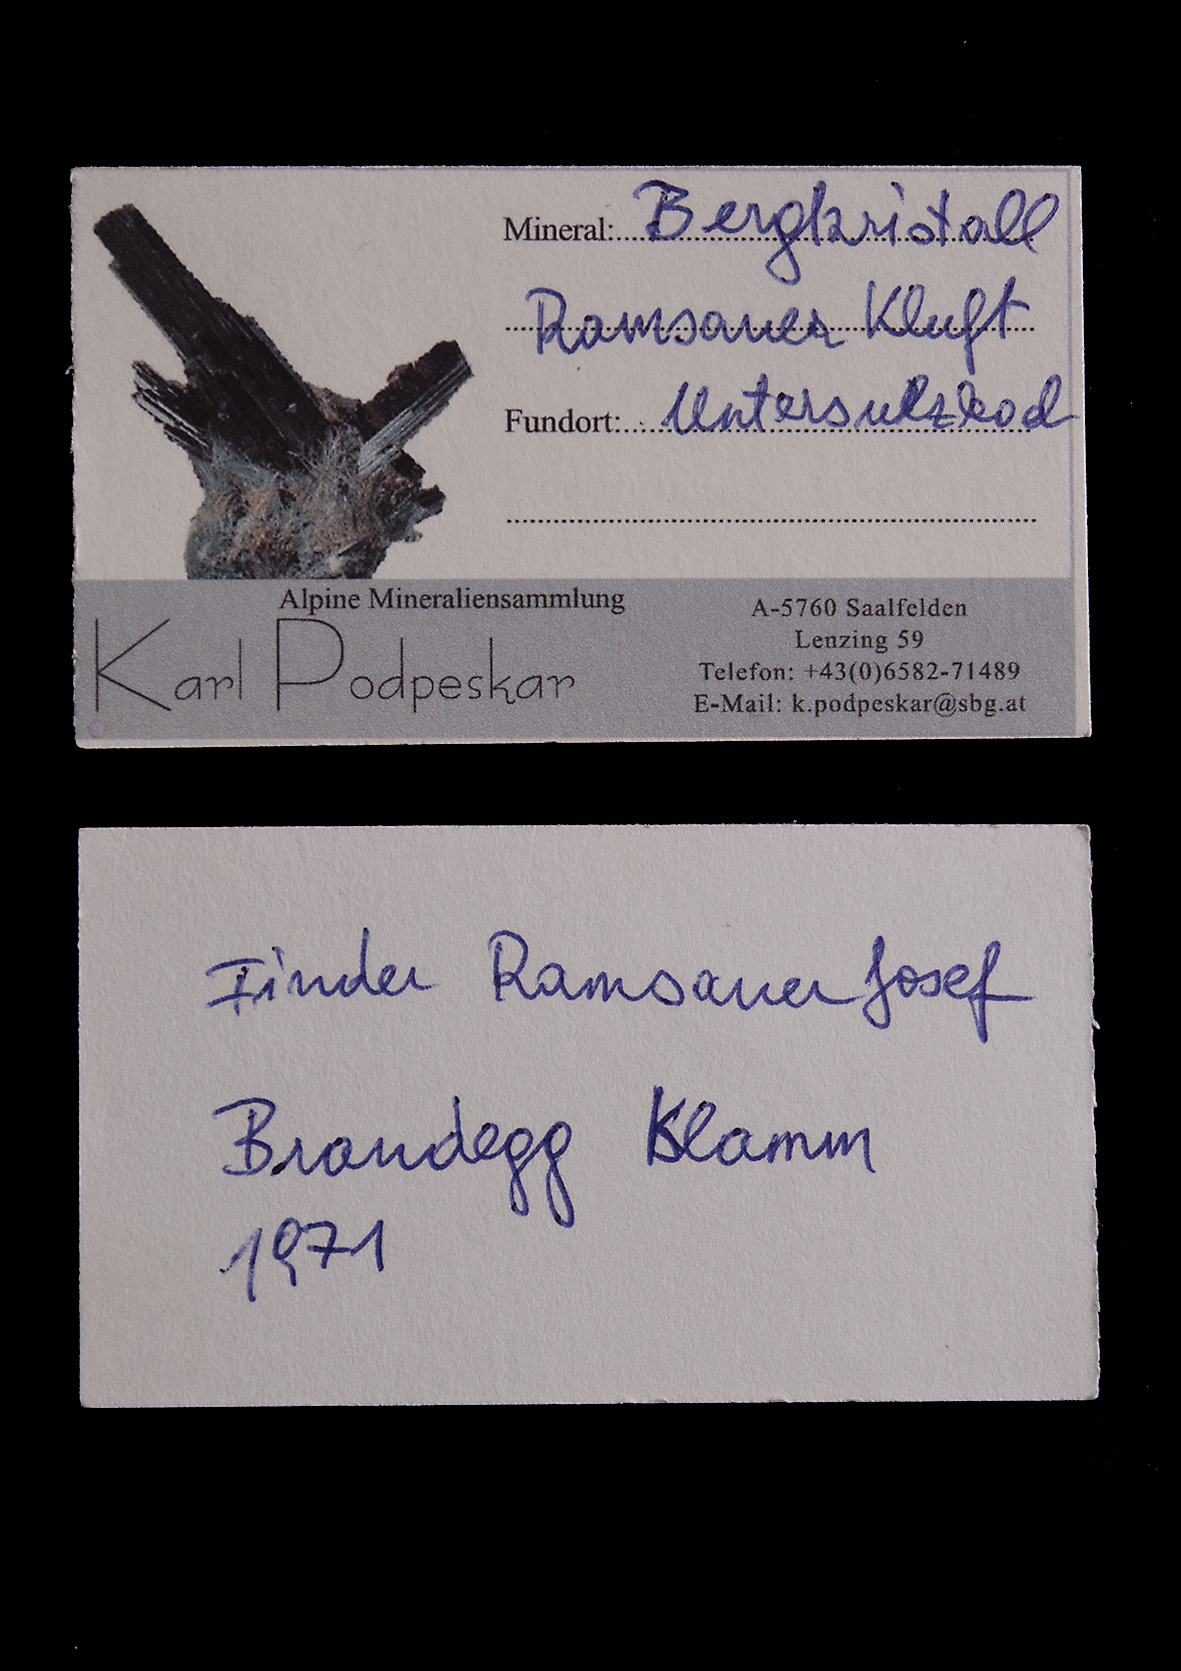 Mineral: Bergkristall
Ramsauer Kluft
Fundort:
Alpine Mineraliensammlung
Karl Podpeskar
A-5760 Saalfelden
Lenzing 59
Telefon: +43(0)6582-71489
E-Mail: k.podpeskar@sbg.at
Finder Ramsauer Josef
Brandegg Klamm
1971